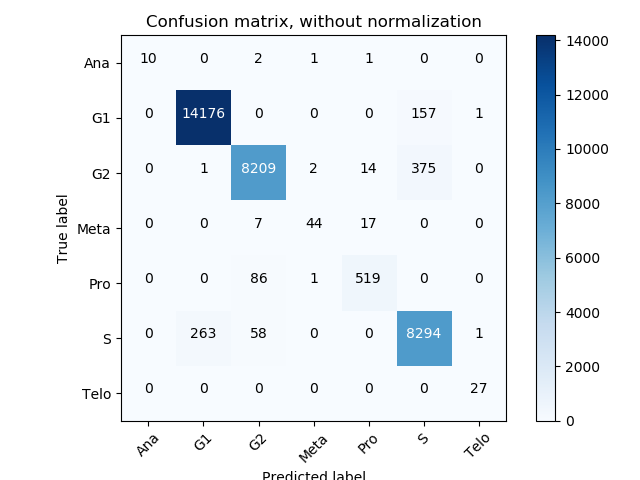 Confusion matrix, without normalization
Ana 10 0 2 1 1 0 0
G1 0 14176 0 0 0 157 1
G2 0 1 8209 2 14 375 0
Meta 0 0 7 44 17 0 0
Pro 0 0 86 1 519 0 0
S 0 263 58 0 0 8294 1
Telo 0 0 0 0 0 0 27
Ana G1 G2 Meta Pro S Telo
True label
Predicted label
14000
12000
10000
8000
6000
4000
2000
0